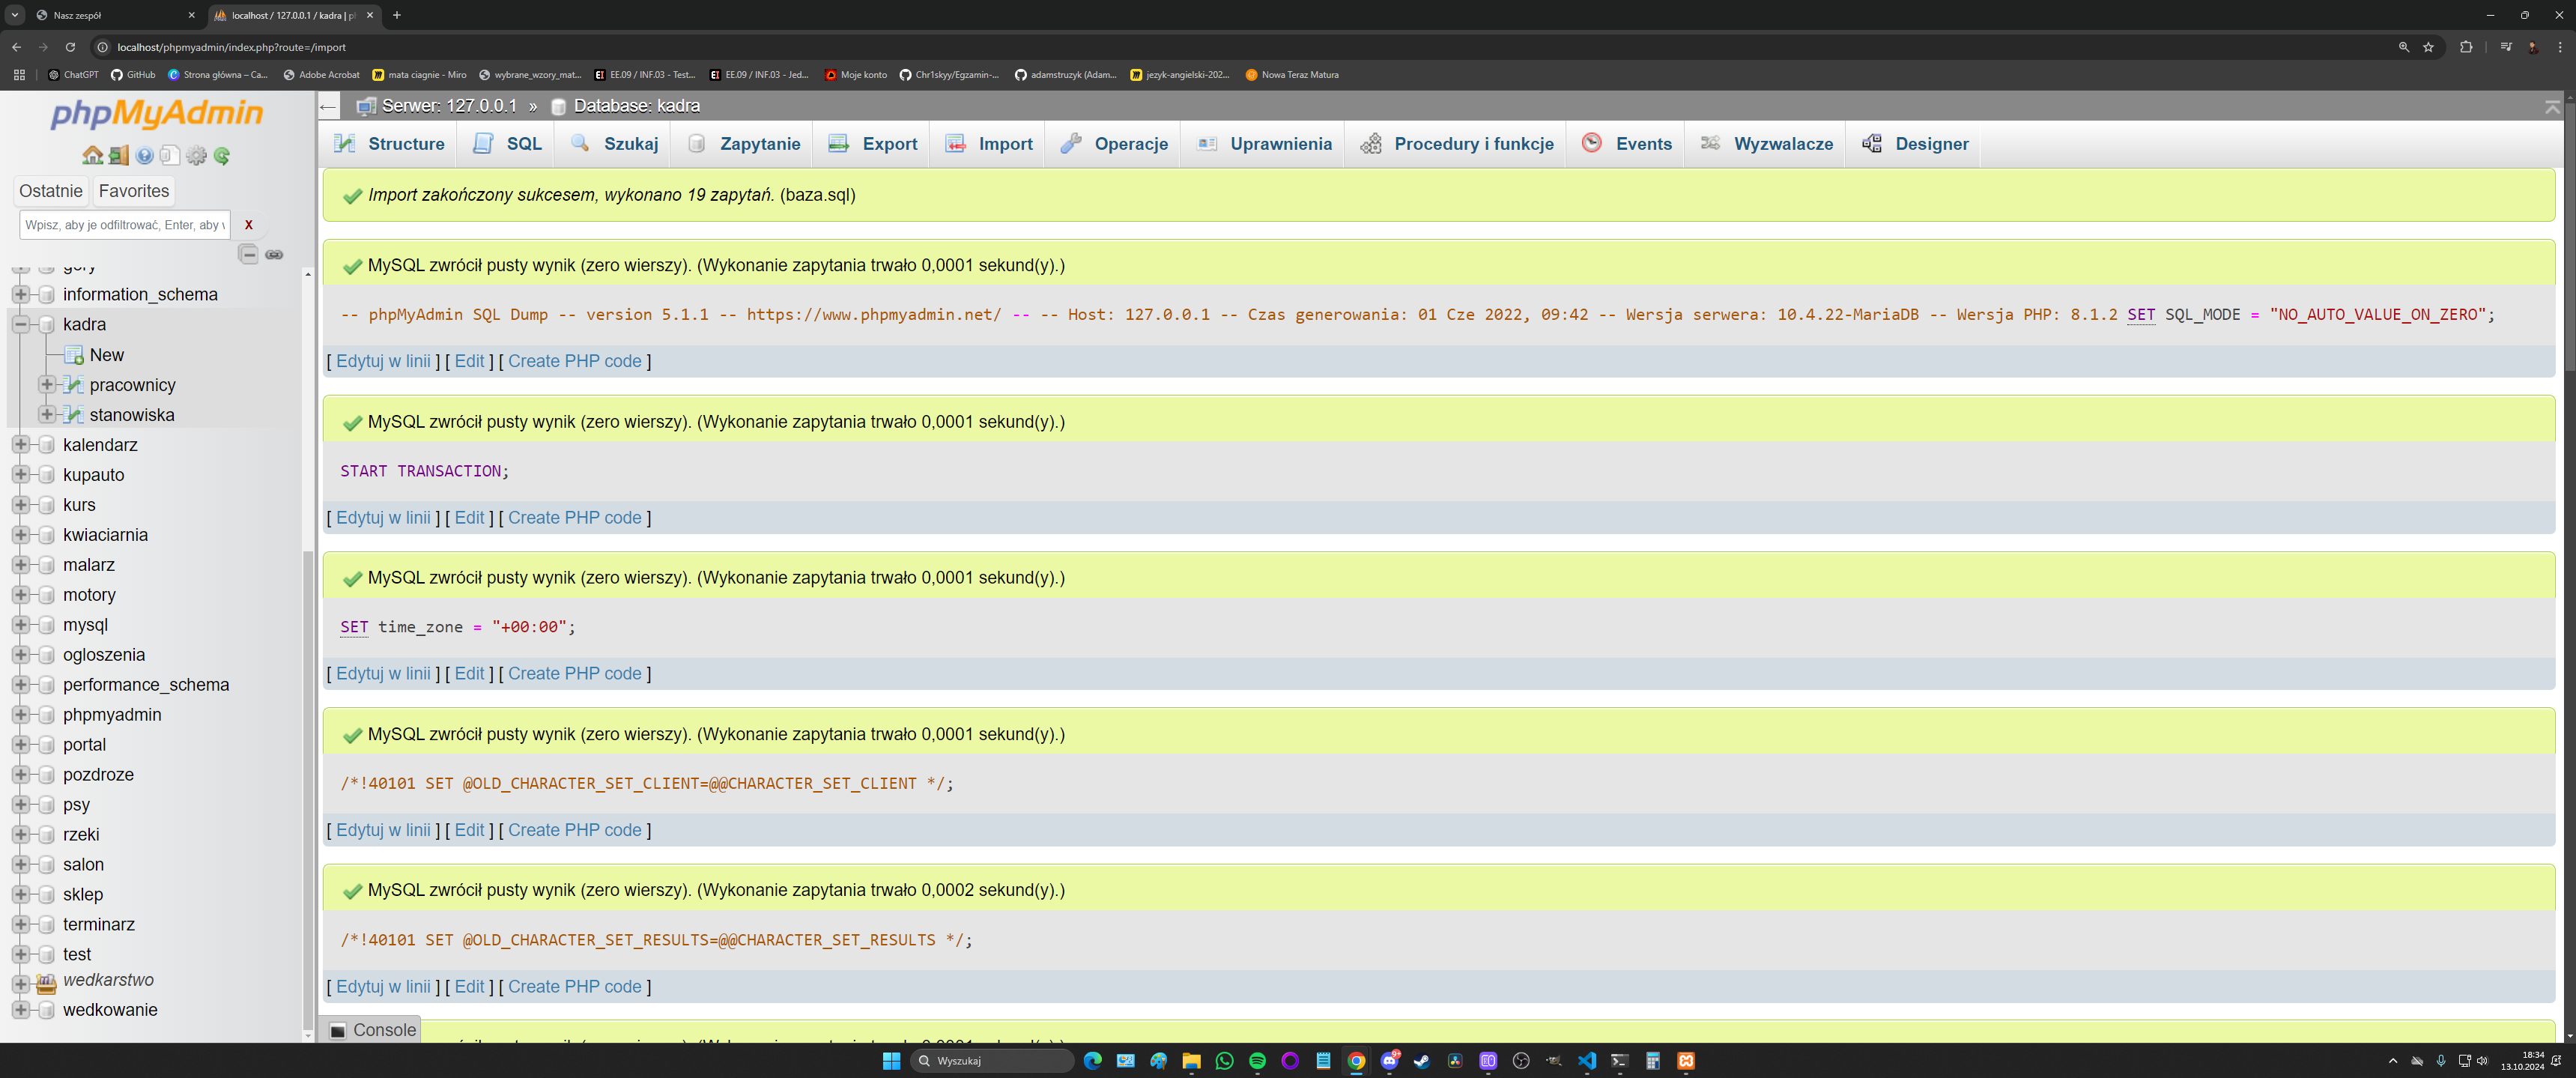 Nasz zespół
localhost / 127.0.0.1 / kadra | p
localhost/phpmyadmin/index.php?route=/import
ChatGPT
GitHub
Strona główna – Ca...
Adobe Acrobat
mata ciagnie - Miro
wybrane_wzory_mat...
EE.09 / INF.03 - Test...
EE.09 / INF.03 - Jed...
Moje konto
Chr1skyy/Egzamin-...
adamstruzyk (Adam...
jezyk-angielski-202...
Nowa Teraz Matura
phpMyAdmin
Ostatnie
Favorites
Wpisz, aby je odfiltrować, Enter, aby w
X
gory
information_schema
kadra
New
pracownicy
stanowiska
kalendarz
kupauto
kurs
kwiaciarnia
malarz
motory
mysql
ogloszenia
performance_schema
phpmyadmin
portal
pozdroze
psy
rzeki
salon
sklep
terminarz
test
wedkarstwo
wedkowanie
Serwer: 127.0.0.1 » Database: kadra
Structure
SQL
Szukaj
Zapytanie
Export
Import
Operacje
Uprawnienia
Procedury i funkcje
Events
Wyzwalacze
Designer
Import zakończony sukcesem, wykonano 19 zapytań. (baza.sql)
MySQL zwrócił pusty wynik (zero wierszy). (Wykonanie zapytania trwało 0,0001 sekund(y).)
-- phpMyAdmin SQL Dump -- version 5.1.1 -- https://www.phpmyadmin.net/ -- -- Host: 127.0.0.1 -- Czas generowania: 01 Cze 2022, 09:42 -- Wersja serwera: 10.4.22-MariaDB -- Wersja PHP: 8.1.2 SET SQL_MODE = "NO_AUTO_VALUE_ON_ZERO";
[ Edytuj w linii ] [ Edit ] [ Create PHP code ]
MySQL zwrócił pusty wynik (zero wierszy). (Wykonanie zapytania trwało 0,0001 sekund(y).)
START TRANSACTION;
[ Edytuj w linii ] [ Edit ] [ Create PHP code ]
MySQL zwrócił pusty wynik (zero wierszy). (Wykonanie zapytania trwało 0,0001 sekund(y).)
SET time_zone = "+00:00";
[ Edytuj w linii ] [ Edit ] [ Create PHP code ]
MySQL zwrócił pusty wynik (zero wierszy). (Wykonanie zapytania trwało 0,0001 sekund(y).)
/*!40101 SET @OLD_CHARACTER_SET_CLIENT=@@CHARACTER_SET_CLIENT */;
[ Edytuj w linii ] [ Edit ] [ Create PHP code ]
MySQL zwrócił pusty wynik (zero wierszy). (Wykonanie zapytania trwało 0,0002 sekund(y).)
/*!40101 SET @OLD_CHARACTER_SET_RESULTS=@@CHARACTER_SET_RESULTS */;
[ Edytuj w linii ] [ Edit ] [ Create PHP code ]
Console
Wyszukaj
18:34
13.10.2024